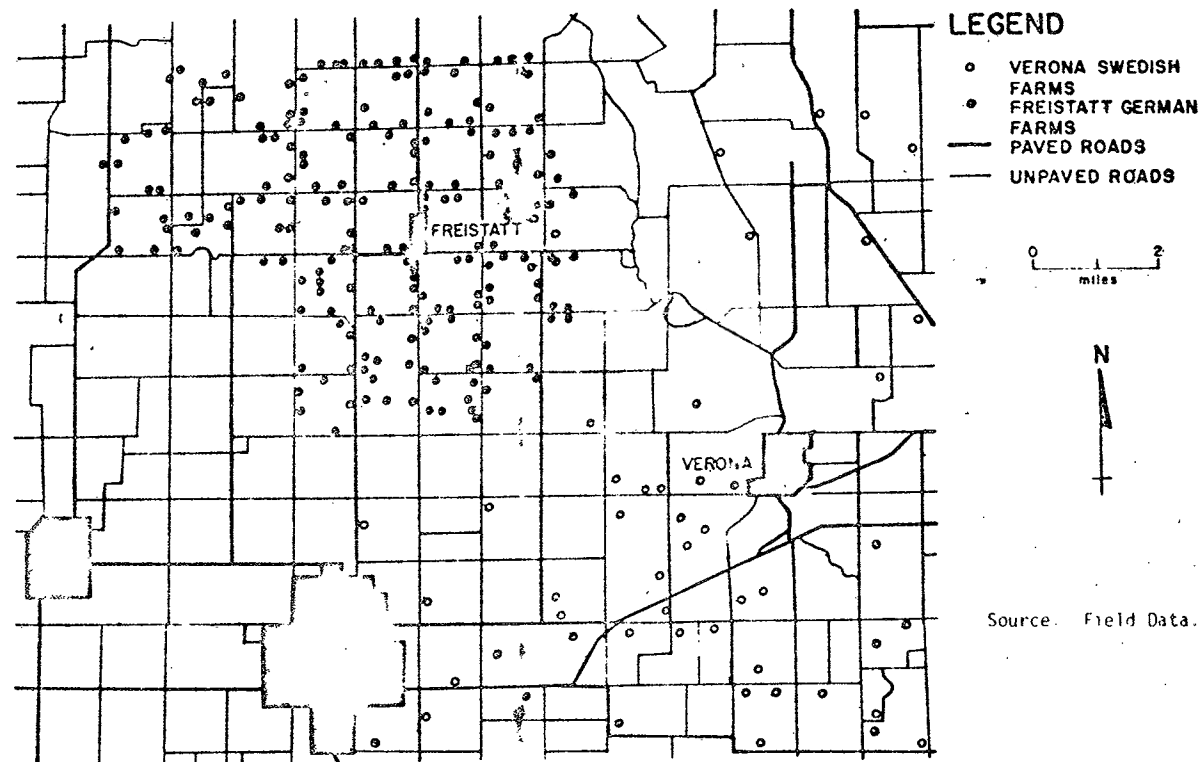 LEGEND
VERONA SWEDISH
FARMS
FREISTATT GERMAN
FARMS
PAVED ROADS
UNPAVED ROADS
FREISTATT
0 2
miles
N
VERONA
Source. Field Data.